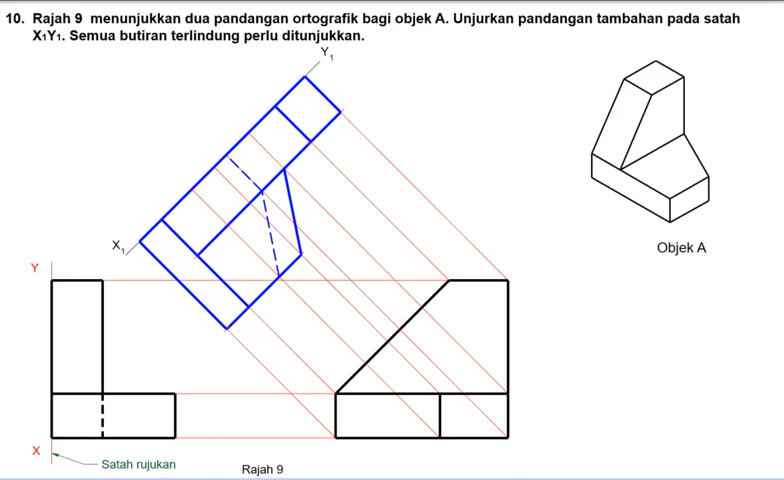 10. Rajah 9 menunjukkan dua pandangan ortografik bagi objek A. Unjurkan pandangan tambahan pada satah
X₁Y₁. Semua butiran terlindung perlu ditunjukkan.
Y₁
X₁
Objek A
Y
X
Satah rujukan
Rajah 9